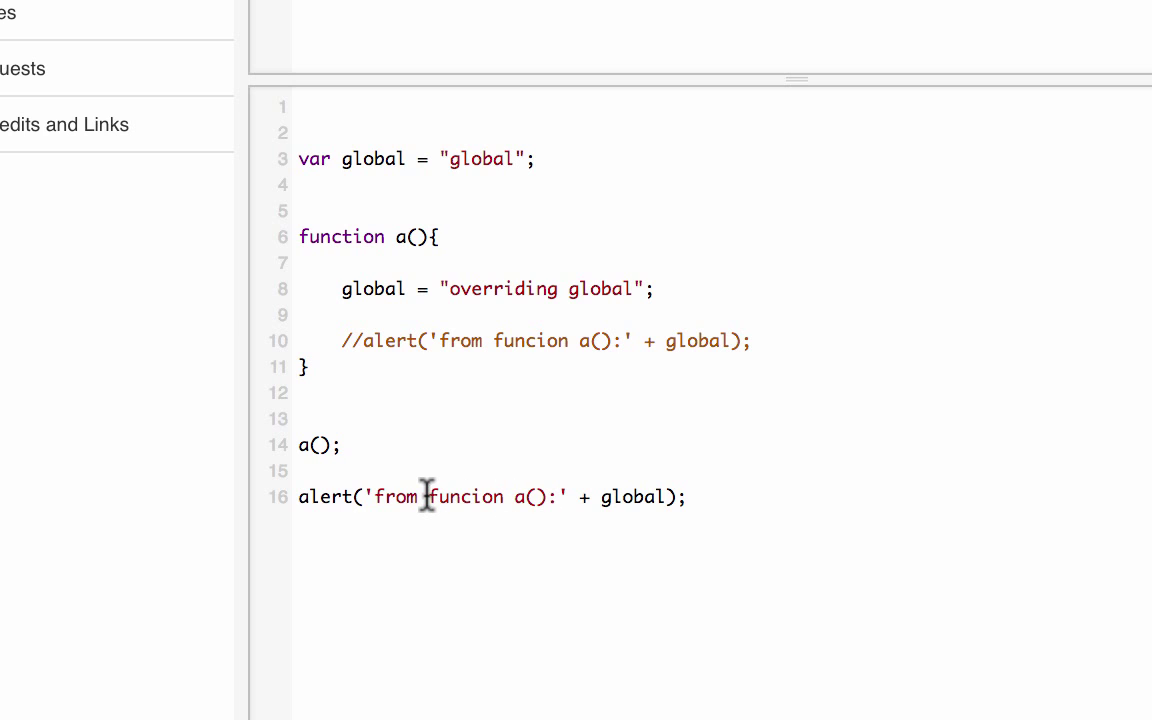 es
uests
edits and Links
1
2
3 var global = "global";
4
5
6 function a(){
7
8 global = "overriding global";
9
10 //alert('from funcion a():' + global);
11 }
12
13
14 a();
15
16 alert('from funcion a():' + global);